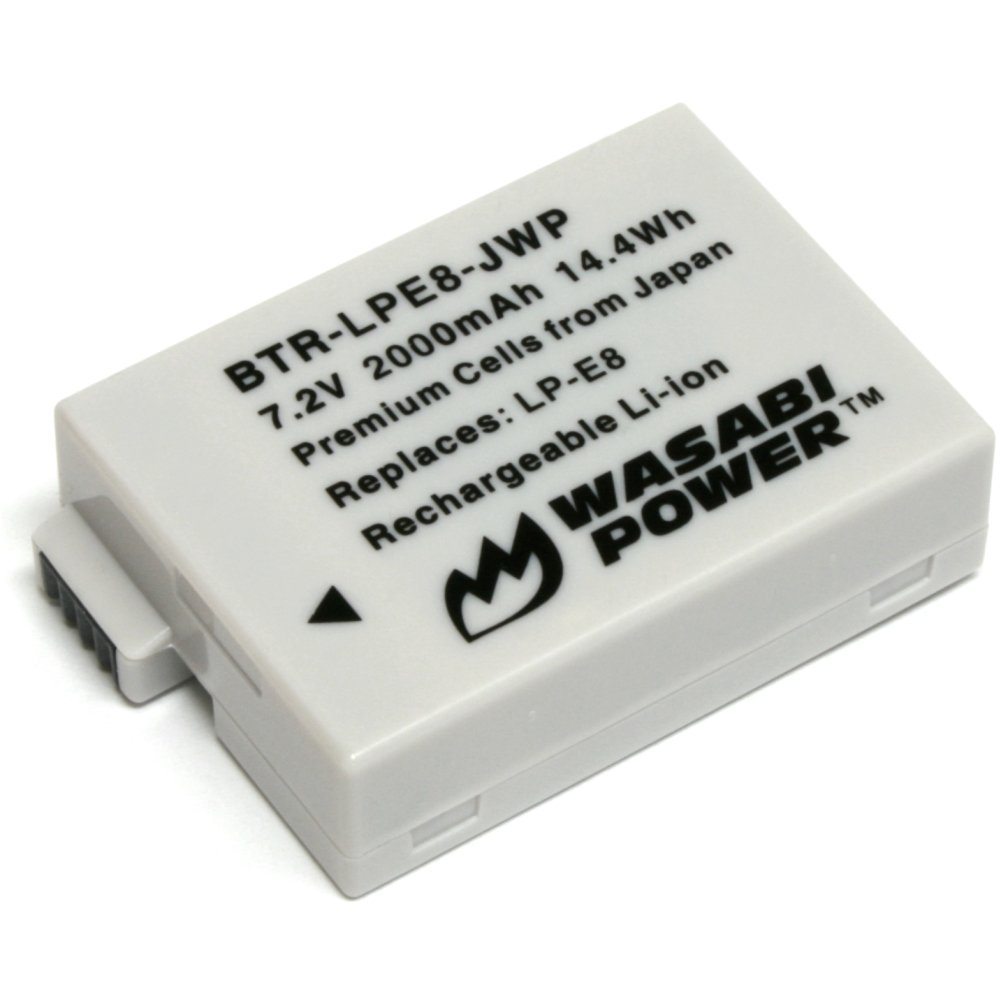 BTR-LPE8-JWP
7.2V 2000mAh 14.4Wh
Premium Cells from Japan
Replaces: LP-E8
Rechargeable Li-ion
WASABI
POWER™